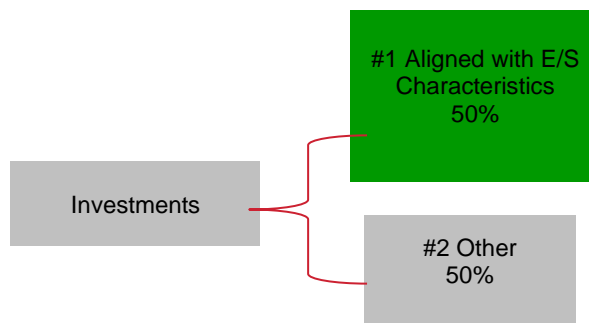 #1 Aligned with E/S
Characteristics
50%
Investments
#2 Other
50%